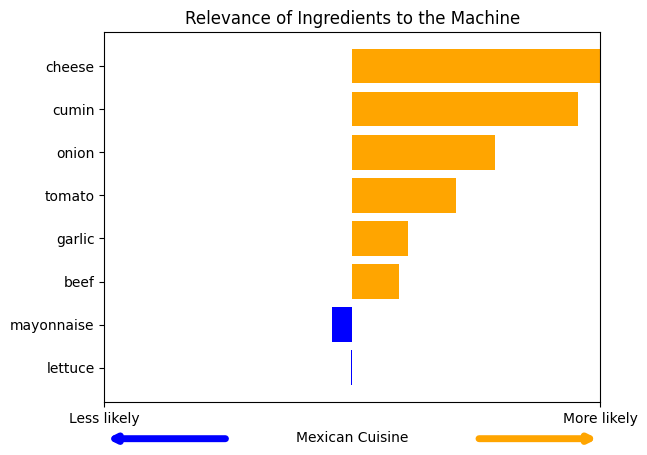 Relevance of Ingredients to the Machine
cheese
cumin
onion
tomato
garlic
beef
mayonnaise
lettuce
Less likely
More likely
Mexican Cuisine